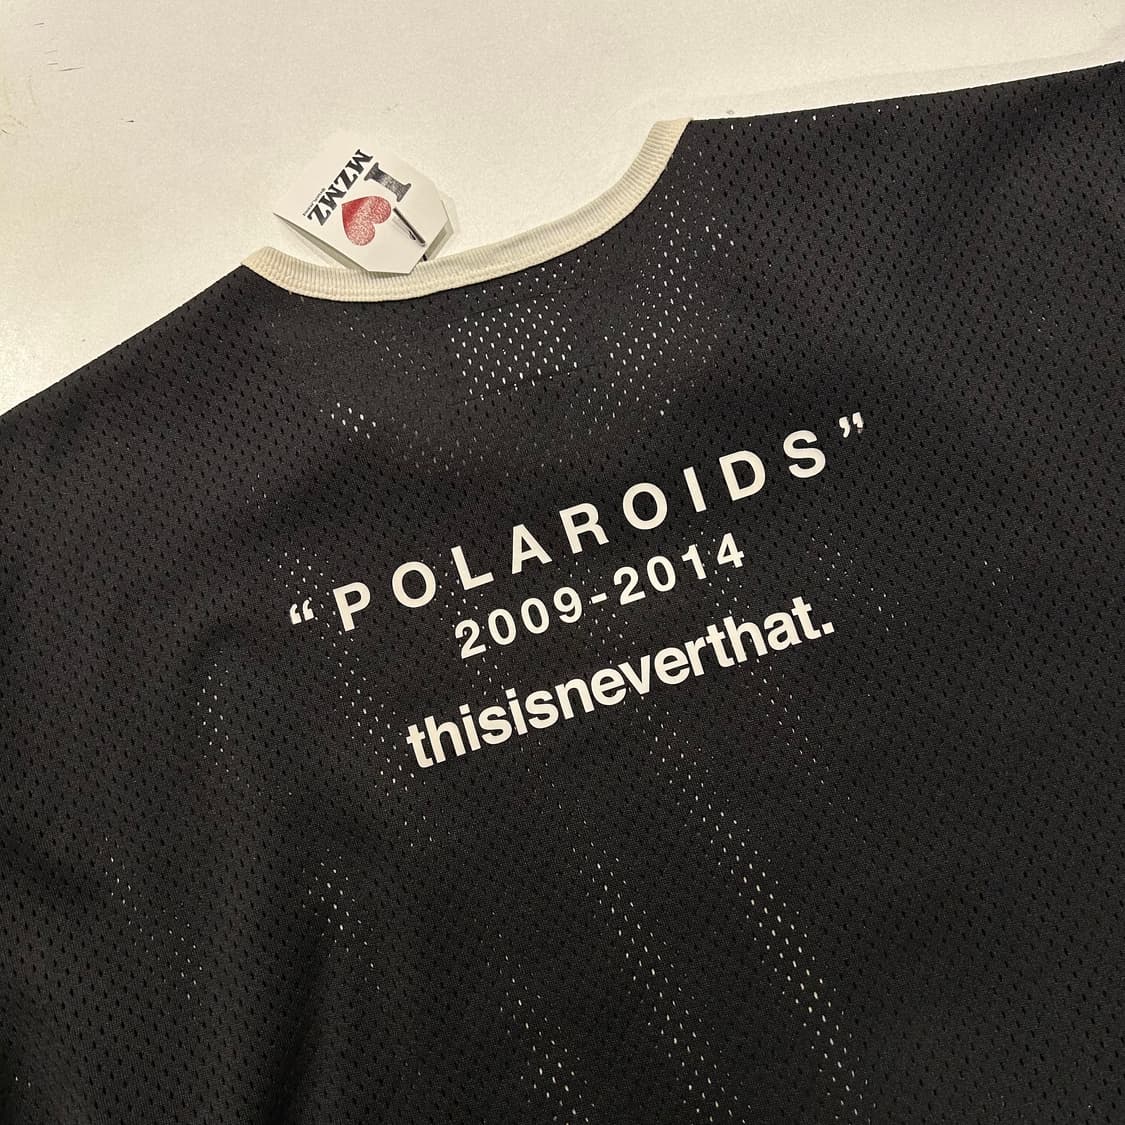 I
MZMZ
“POLAROIDS”
2009-2014
thisisneverthat.